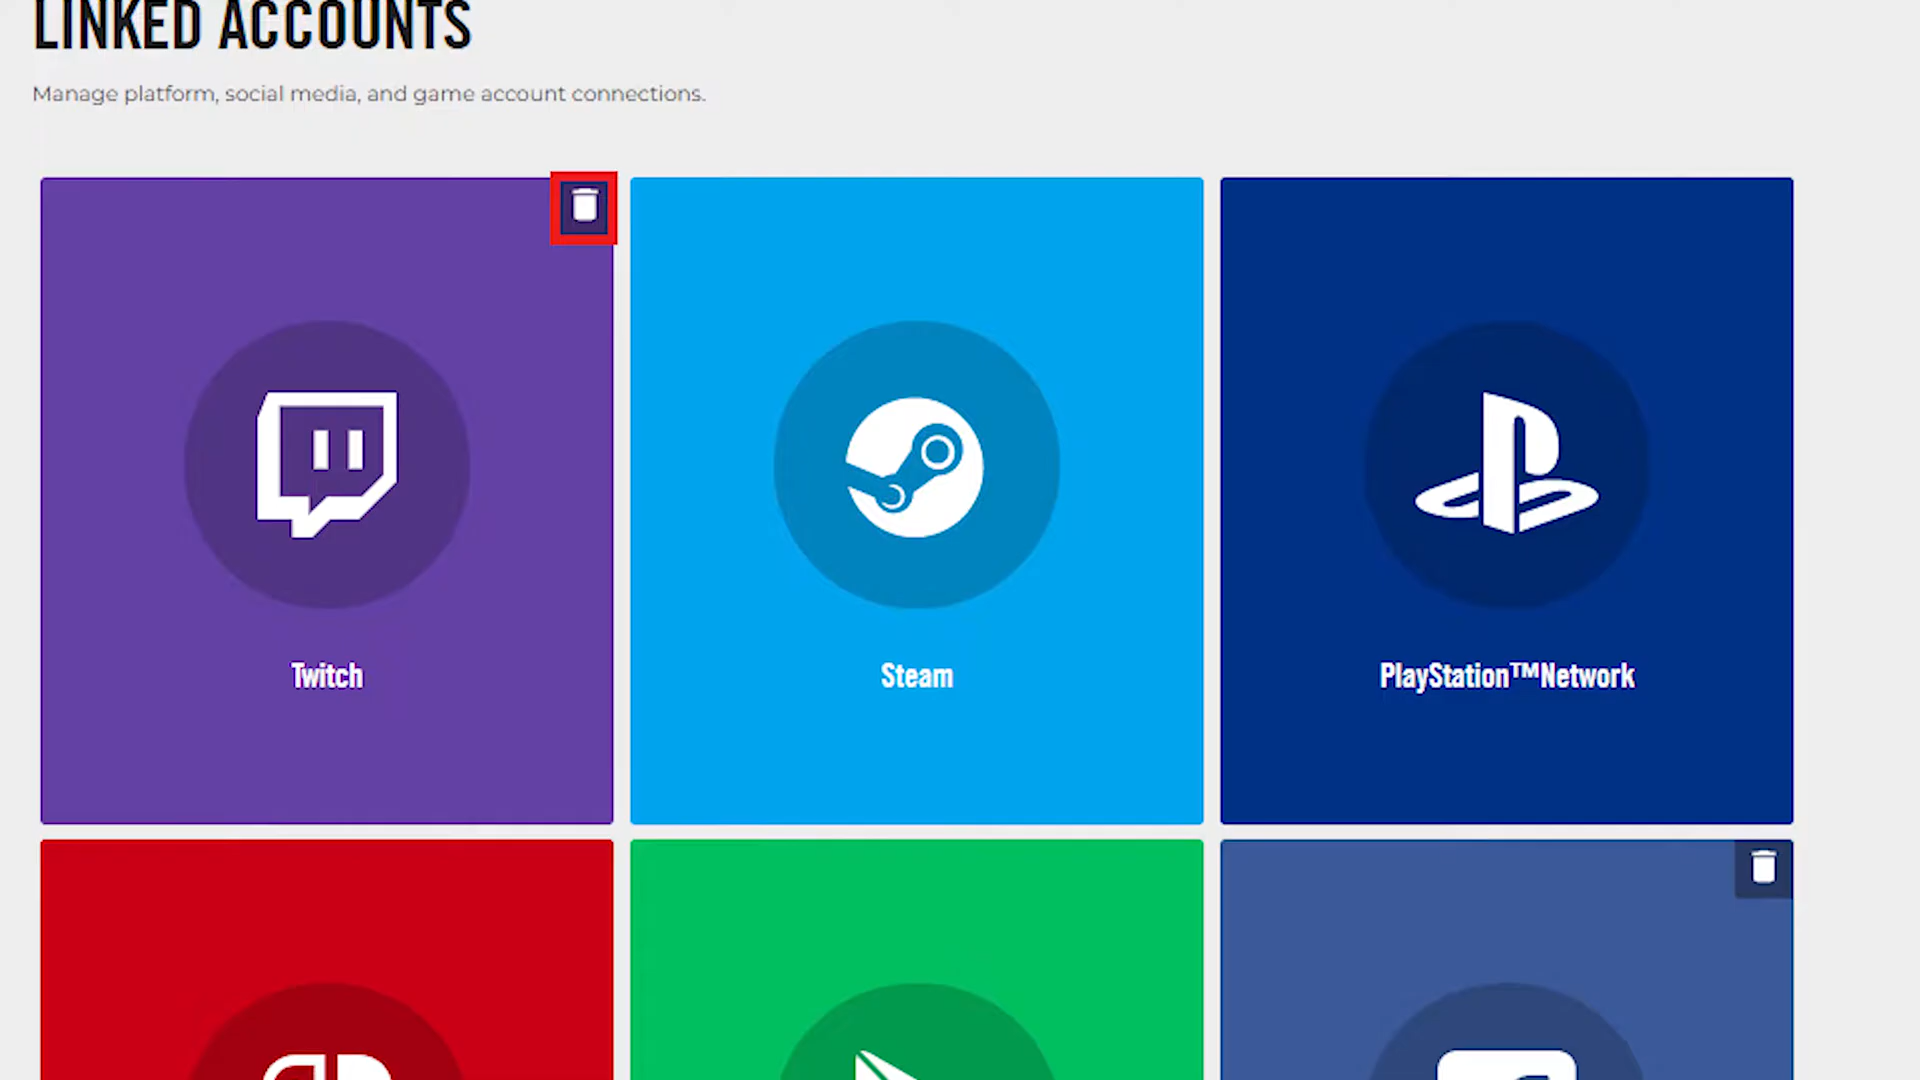 LINKED ACCOUNTS
Manage platform, social media, and game account connections.
Twitch
Steam
PlayStation™Network